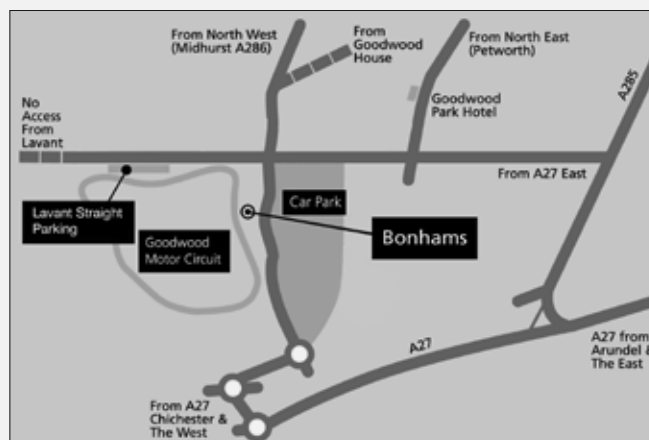 From North West
(Midhurst A286)
From
Goodwood
House
From North East
(Petworth)
A285
Goodwood
Park Hotel
No
Access
From
Lavant
From A27 East
Lavant Straight
Parking
Car Park
Bonhams
Goodwood
Motor Circuit
A27
A27 from
Arundel &
The East
From A27
Chichester &
The West